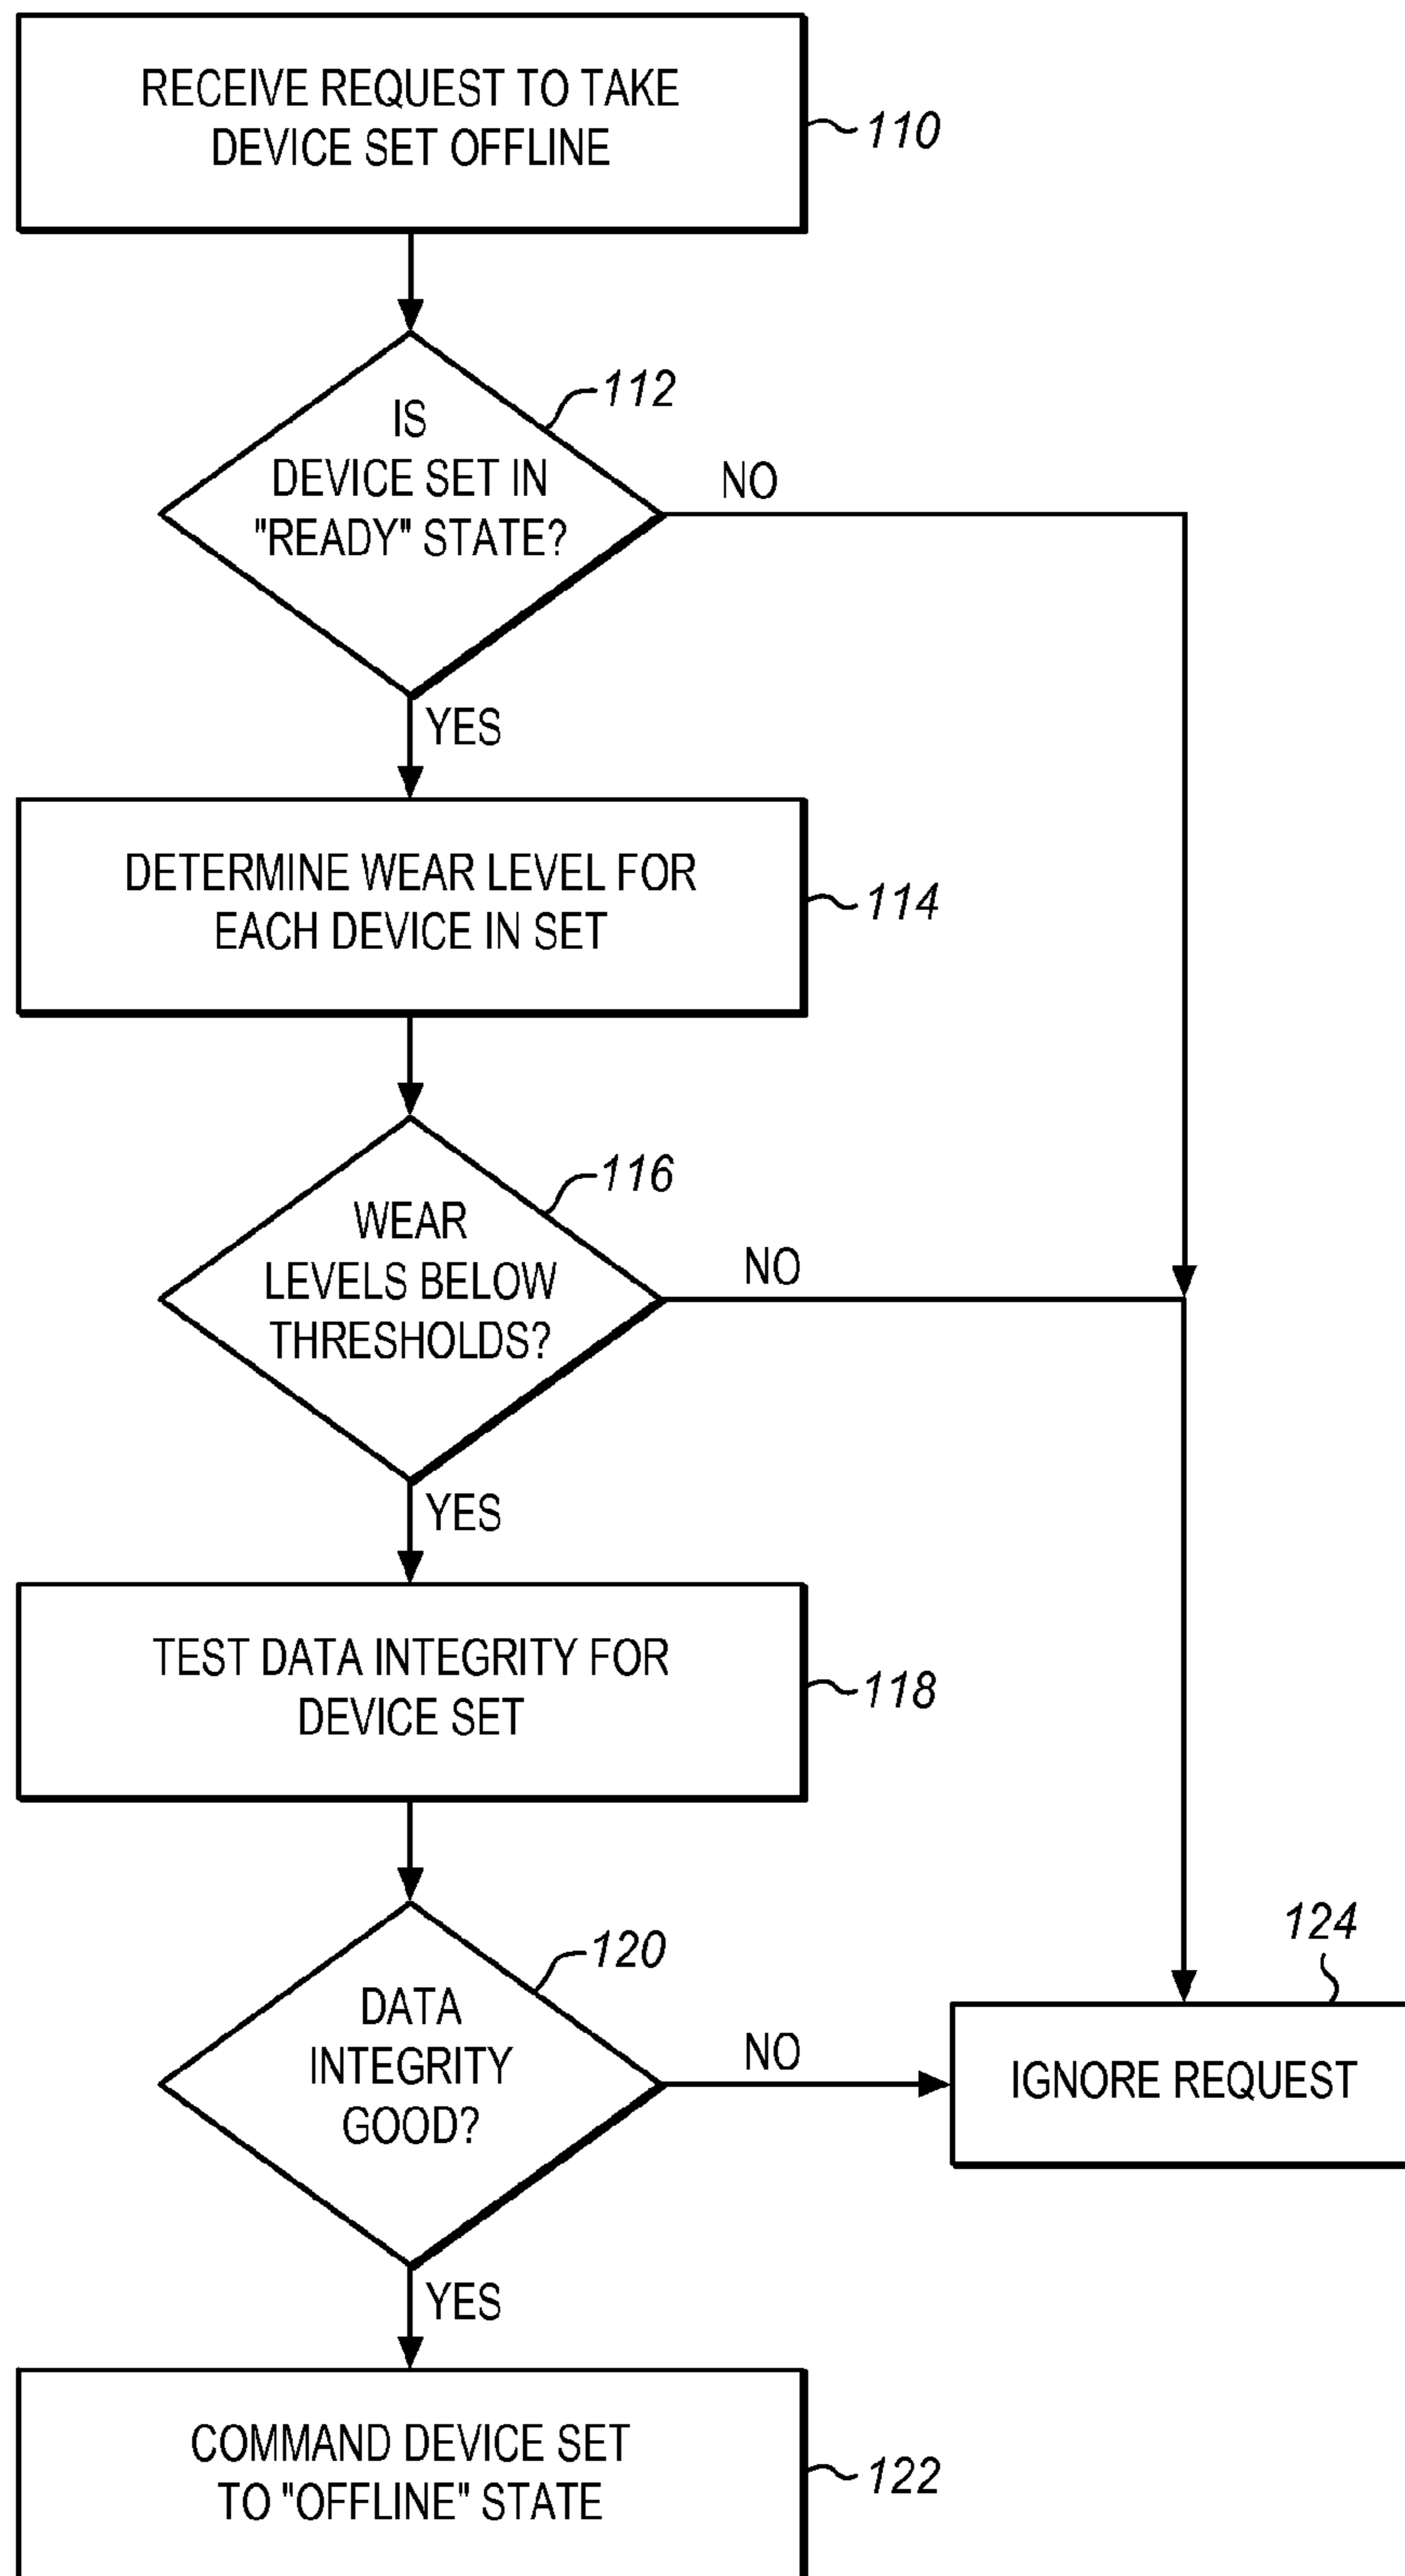 RECEIVE REQUEST TO TAKE
DEVICE SET OFFLINE
110
IS
DEVICE SET IN
"READY" STATE?
112
NO
YES
DETERMINE WEAR LEVEL FOR
EACH DEVICE IN SET
114
WEAR
LEVELS BELOW
THRESHOLDS?
116
NO
YES
TEST DATA INTEGRITY FOR
DEVICE SET
118
DATA
INTEGRITY
GOOD?
120
NO
124
IGNORE REQUEST
YES
COMMAND DEVICE SET
TO "OFFLINE" STATE
122